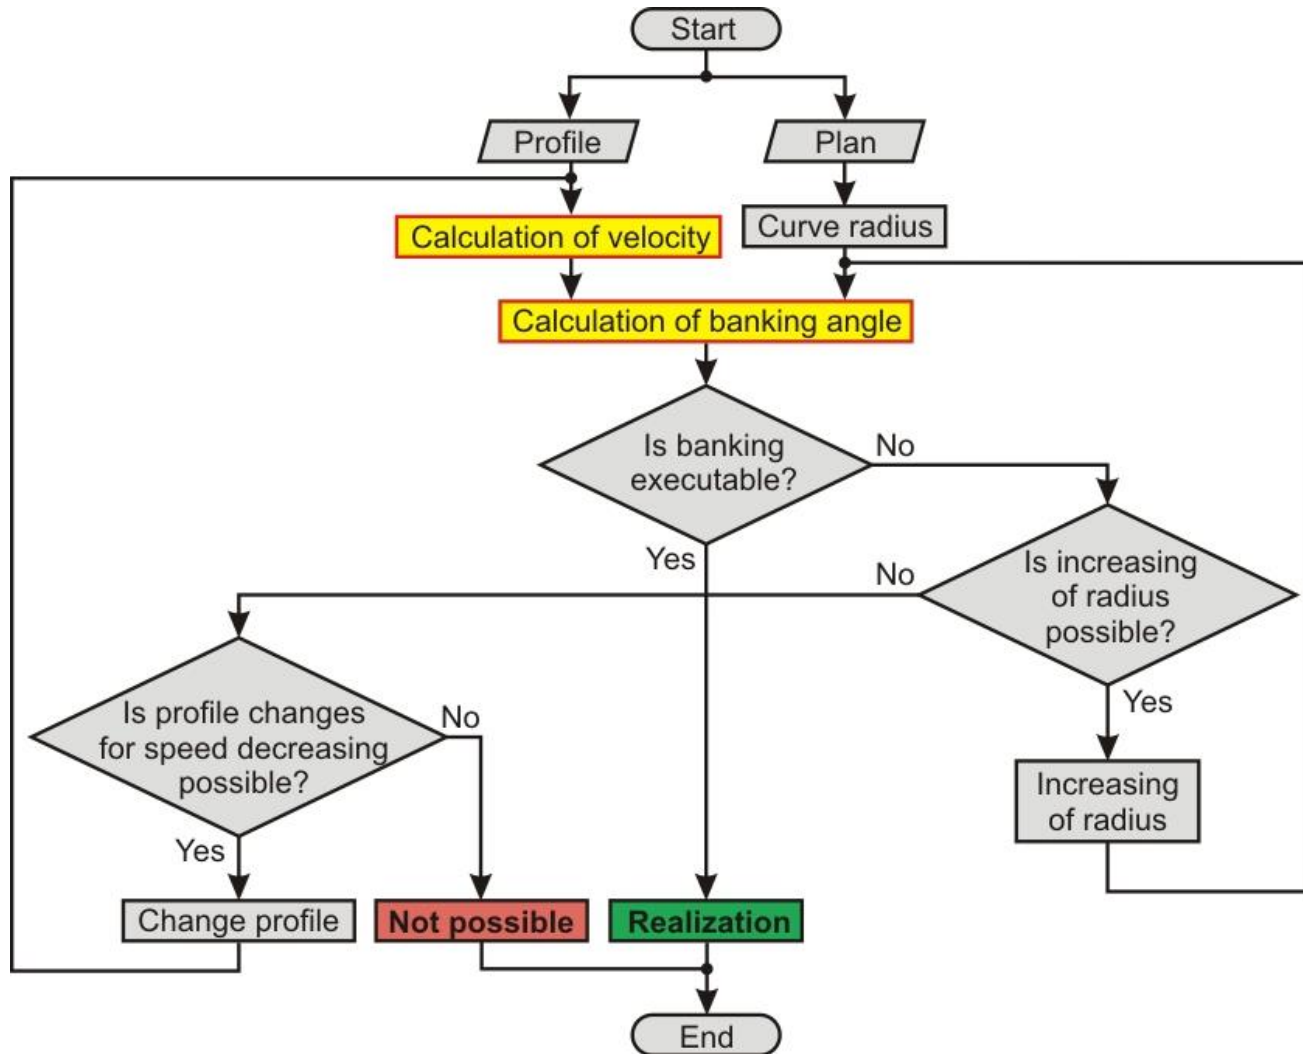 Start
Profile
Plan
Calculation of velocity
Curve radius
Calculation of banking angle
Is banking
executable?
No
Yes
Is increasing
of radius
possible?
No
Yes
Is profile changes
for speed decreasing
possible?
No
Yes
Increasing
of radius
Change profile
Not possible
Realization
End